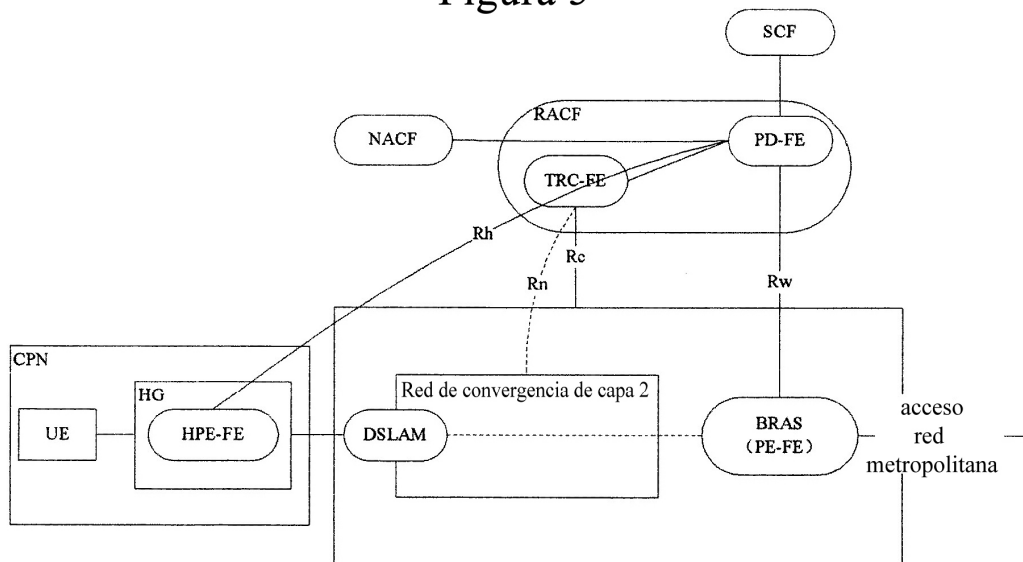 Figura 5
SCF
RACF
NACF
PD-FE
TRC-FE
Rh
Rc
Rn
Rw
CPN
HG
Red de convergencia de capa 2
UE
HPE-FE
DSLAM
BRAS
(PE-FE)
acceso
red
metropolitana